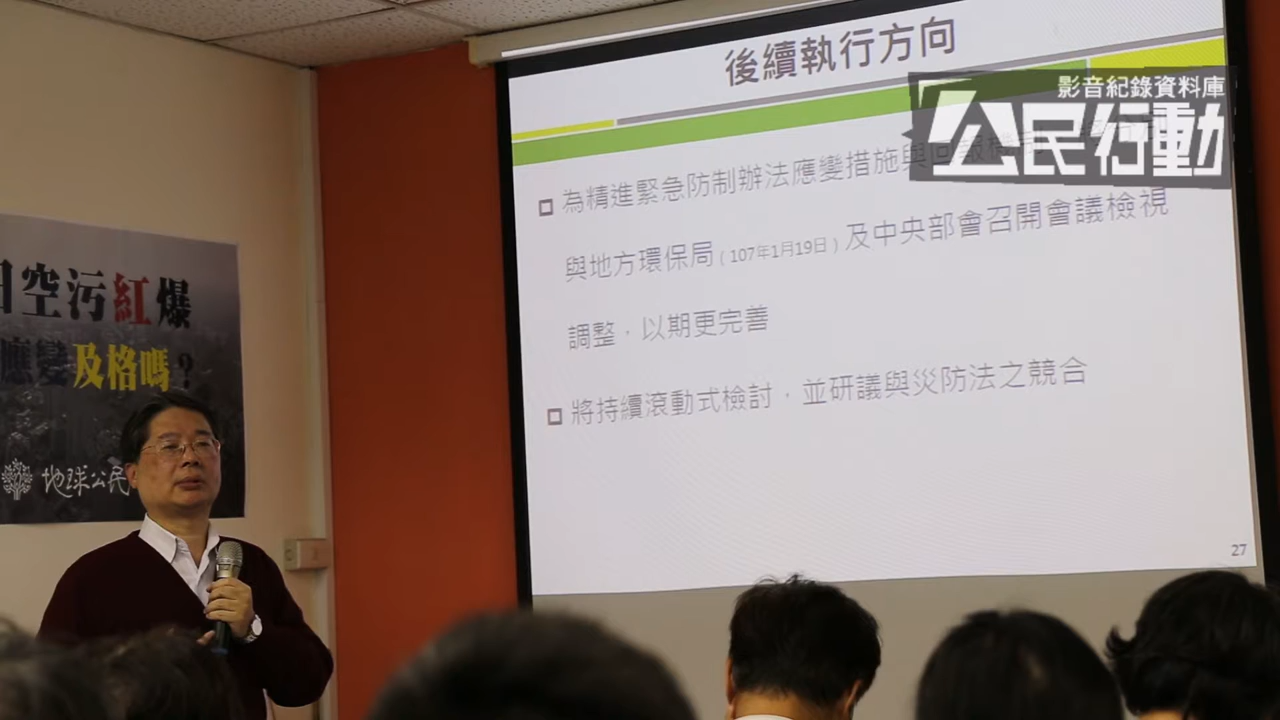 後續執行方向
影音紀錄資料庫
公民行動
為精進緊急防制辦法應變措施與回報機制
與地方環保局（107年1月19日）及中央部會召開會議檢視
調整，以期更完善
將持續滾動式檢討，並研議與災防法之競合
27
空污紅爆
應變及格嗎？
地球公民